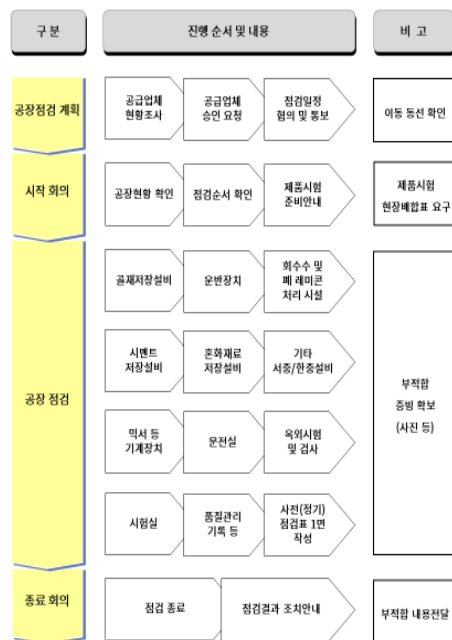 구분
진행 순서 및 내용
비 고
공장점검 계획
공급업체
현황조사
공급업체
승인 요청
점검일정
협의 및 통보
이동 동선 확인
시작 회의
공장현황 확인
점검순서 확인
제품시험
준비안내
제품시험
현장배합표 요구
공장 점검
골재저장설비
운반장치
회수수 및
폐 레미콘
처리 시설
시멘트
저장설비
혼화재료
저장설비
기타
서중/한중설비
믹서 등
기계장치
운전실
옥외시험
및 검사
시험실
품질관리
기록 등
사전(정기)
점검표 1면
작성
부적합
증빙 확보
(사진 등)
종료 회의
점검 종료
점검결과 조치안내
부적합 내용전달